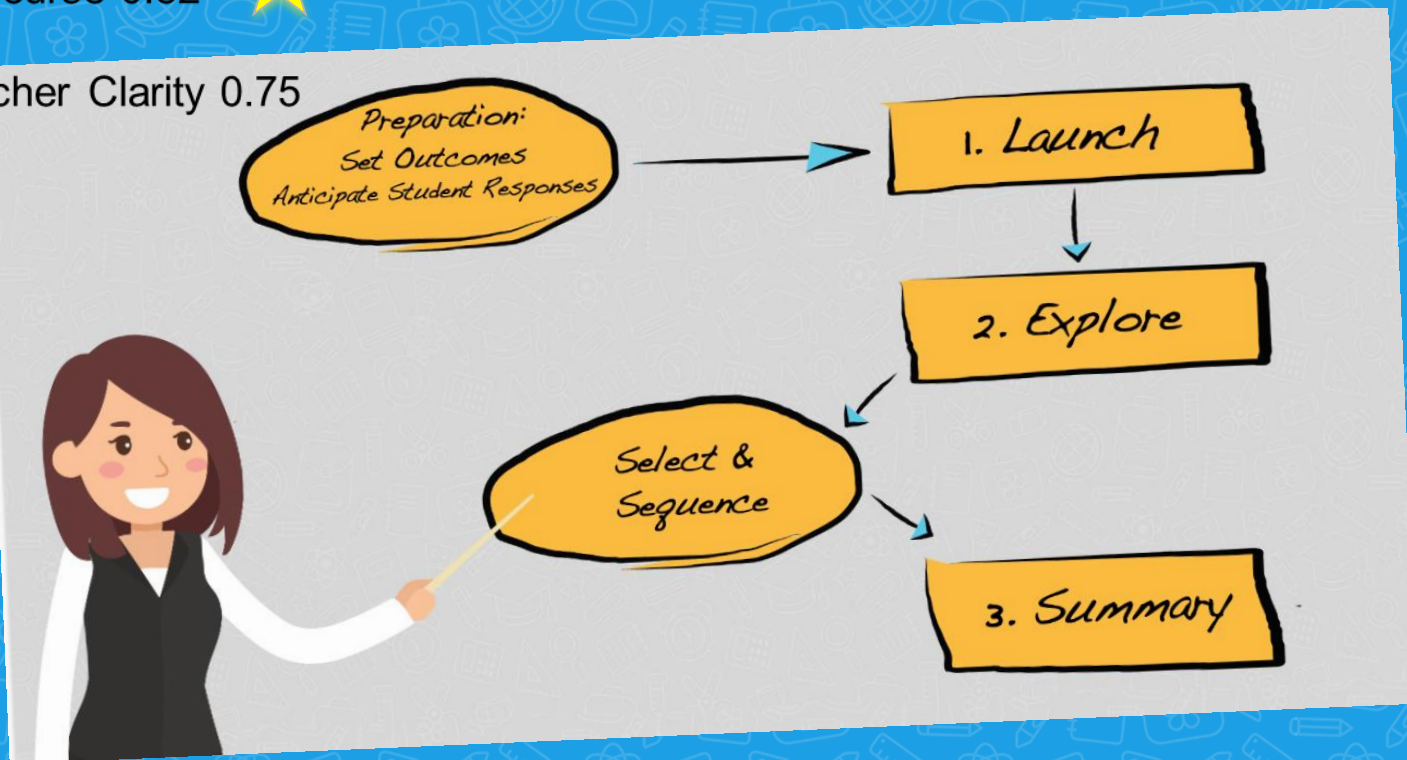 cher Clarity 0.75
Preparation:
Set Outcomes
Anticipate Student Responses
1. Launch
2. Explore
Select &
Sequence
3. Summary